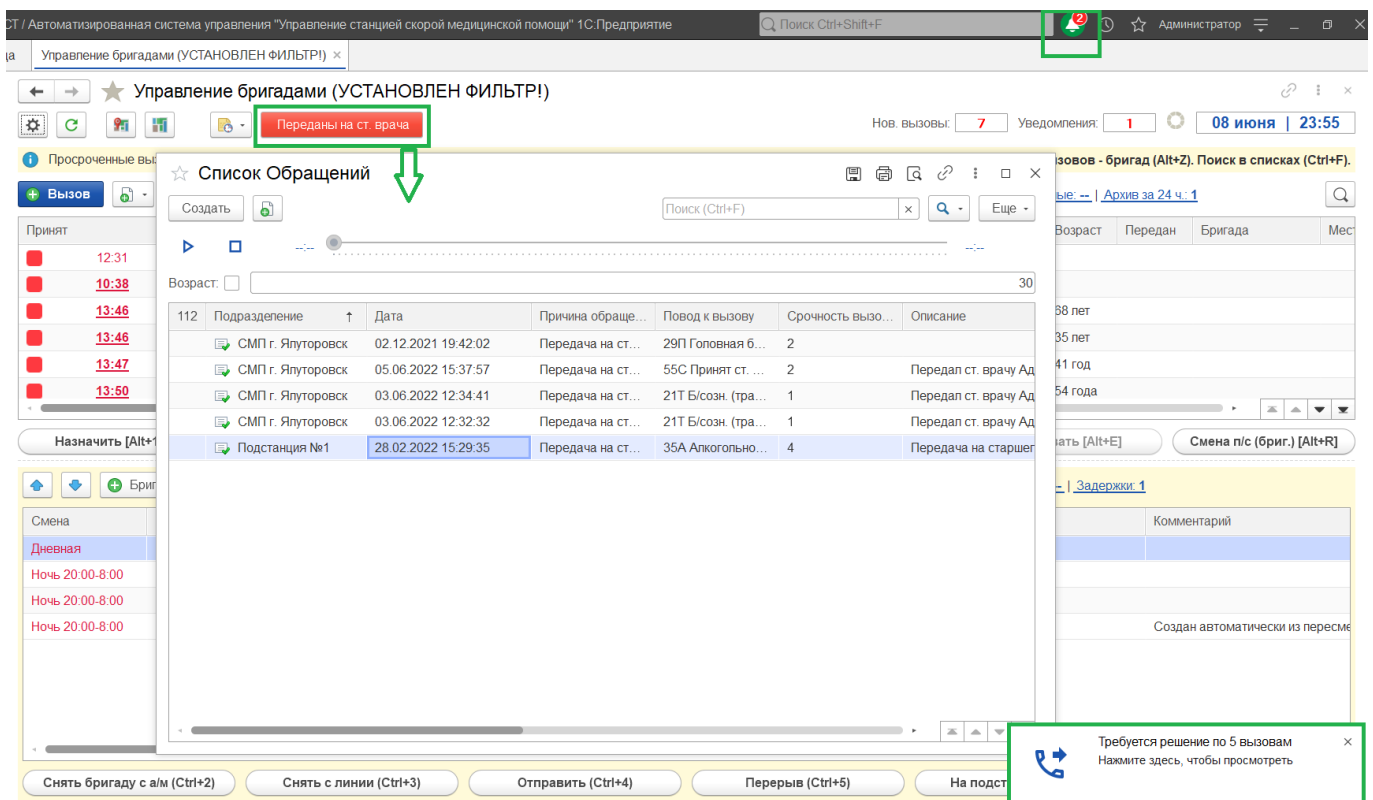 СТ / Автоматизированная система управления "Управление станцией скорой медицинской помощи" 1С:Предприятие Поиск Ctrl+Shift+F 2 Администратор
да Управление бригадами (УСТАНОВЛЕН ФИЛЬТР!) ×
Управление бригадами (УСТАНОВЛЕН ФИЛЬТР!)
Переданы на ст. врача Нов. вызовы: 7 Уведомления: 1 08 июня | 23:55
Просроченные вы зовов - бригад (Alt+Z). Поиск в списках (Ctrl+F).
Список Обращений
Вызов ые: -- | Архив за 24 ч.: 1
Создать Поиск (Ctrl+F) × Еще
Принят Возраст Передан Бригада Мест
--:-- --:--
12:31
10:38
Возраст: 30
13:46 68 лет
112 Подразделение ↑ Дата Причина обраще... Повод к вызову Срочность вызо... Описание
13:46 35 лет
СМП г. Ялуторовск 02.12.2021 19:42:02 Передача на ст... 29П Головная б... 2
13:47 41 год
СМП г. Ялуторовск 05.06.2022 15:37:57 Передача на ст... 55С Принят ст. ... 2 Передал ст. врачу Ад
13:50 54 года
СМП г. Ялуторовск 03.06.2022 12:34:41 Передача на ст... 21Т Б/созн. (тра... 1 Передал ст. врачу Ад
СМП г. Ялуторовск 03.06.2022 12:32:32 Передача на ст... 21Т Б/созн. (тра... 1 Передал ст. врачу Ад
Назначить [Alt+1 ать [Alt+E] Смена п/с (бриг.) [Alt+R]
Подстанция №1 28.02.2022 15:29:35 Передача на ст... 35А Алкогольно... 4 Передача на старшег
Бриг -- | Задержки: 1
Смена Комментарий
Дневная
Ночь 20:00-8:00
Ночь 20:00-8:00
Ночь 20:00-8:00 Создан автоматически из пересме
Требуется решение по 5 вызовам ×
Нажмите здесь, чтобы просмотреть
Снять бригаду с а/м (Ctrl+2) Снять с линии (Ctrl+3) Отправить (Ctrl+4) Перерыв (Ctrl+5) На подст